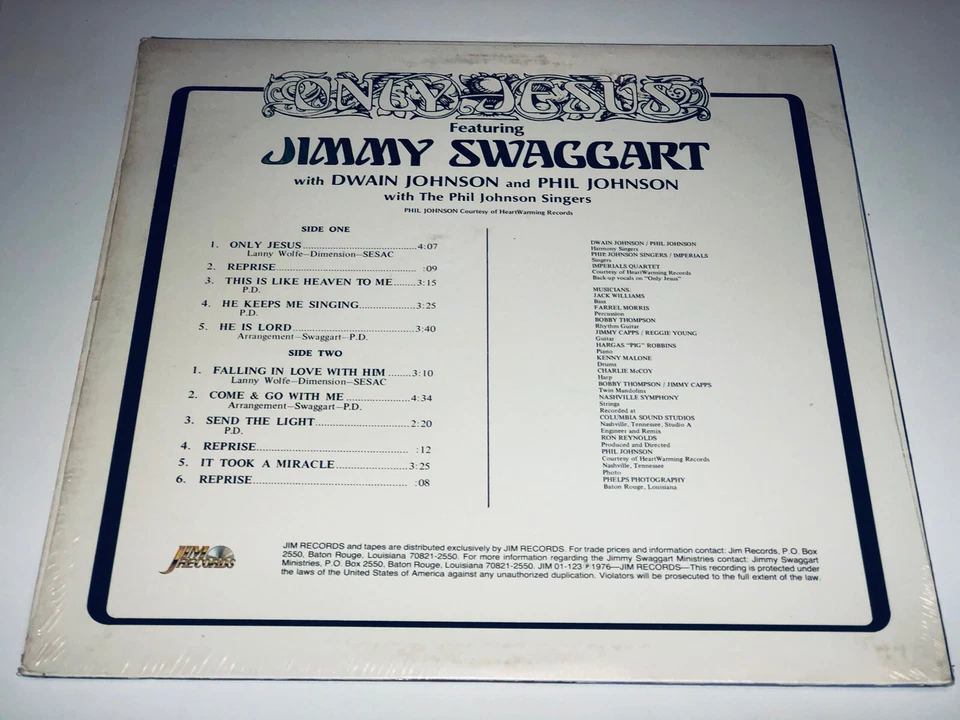 ONLY JESUS
Featuring
JIMMY SWAGGART
with DWAIN JOHNSON and PHIL JOHNSON
with The Phil Johnson Singers
PHIL JOHNSON Courtesy of HeartWarming Records
SIDE ONE
1. ONLY JESUS 4:07
Lanny Wolfe—Dimension—SESAC
2. REPRISE :09
3. THIS IS LIKE HEAVEN TO ME 3:15
P.D.
4. HE KEEPS ME SINGING 3:25
P.D.
5. HE IS LORD 3:40
Arrangement—Swaggart—P.D.
SIDE TWO
1. FALLING IN LOVE WITH HIM 3:10
Lanny Wolfe—Dimension—SESAC
2. COME & GO WITH ME 4:34
Arrangement—Swaggart—P.D.
3. SEND THE LIGHT 2:20
P.D.
4. REPRISE :12
5. IT TOOK A MIRACLE 3:25
6. REPRISE :08
DWAIN JOHNSON / PHIL JOHNSON
Harmony Singers
PHIL JOHNSON SINGERS / IMPERIALS
Singers
IMPERIALS QUARTET
Courtesy of HeartWarming Records
Back-up vocals on "Only Jesus"
MUSICIANS:
JACK WILLIAMS
Bass
FARREL MORRIS
Percussion
BOBBY THOMPSON
Rhythm Guitar
JIMMY CAPPS / REGGIE YOUNG
Guitar
HARGAS "PIG" ROBBINS
Piano
KENNY MALONE
Drums
CHARLIE McCOY
Harp
BOBBY THOMPSON / JIMMY CAPPS
Twin Mandolins
NASHVILLE SYMPHONY
Strings
Recorded at
COLUMBIA SOUND STUDIOS
Nashville, Tennessee, Studio A
Engineer and Remix
RON REYNOLDS
Produced and Directed
PHIL JOHNSON
Courtesy of HeartWarming Records
Nashville, Tennessee
Photo
PHELPS PHOTOGRAPHY
Baton Rouge, Louisiana
JIM
RECORDS
JIM RECORDS and tapes are distributed exclusively by JIM RECORDS. For trade prices and information contact: Jim Records, P.O. Box
2550, Baton Rouge, Louisiana 70821-2550. For more information regarding the Jimmy Swaggart Ministries contact: Jimmy Swaggart
Ministries, P.O. Box 2550, Baton Rouge, Louisiana 70821-2550. JIM 01-123 ℗ 1976—JIM RECORDS—This recording is protected under
the laws of the United States of America against any unauthorized duplication. Violators will be prosecuted to the full extent of the law.